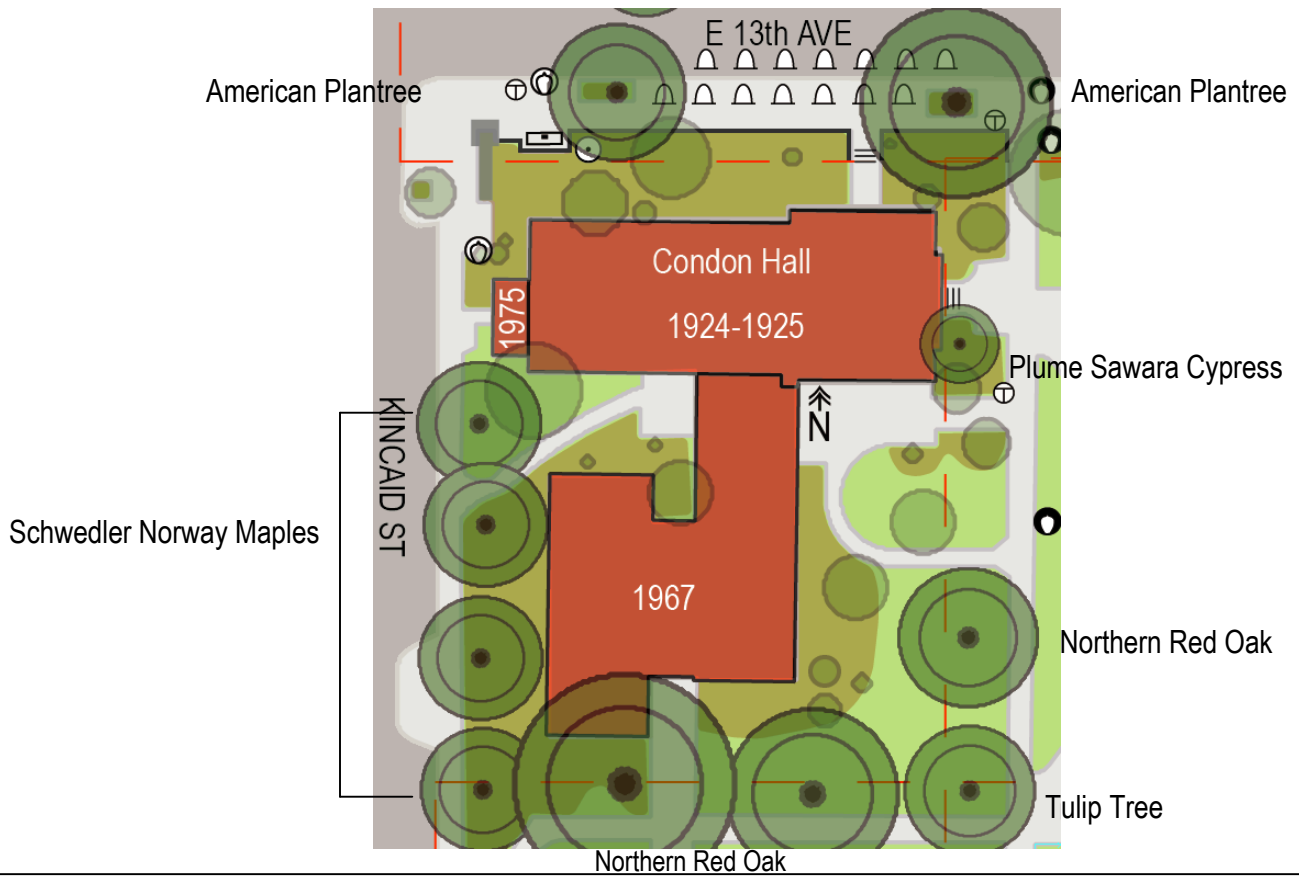 E 13th AVE
American Plantree
American Plantree
Condon Hall
1975
1924-1925
Plume Sawara Cypress
N
KINCAID ST
Schwedler Norway Maples
1967
Northern Red Oak
Tulip Tree
Northern Red Oak
T
T
T